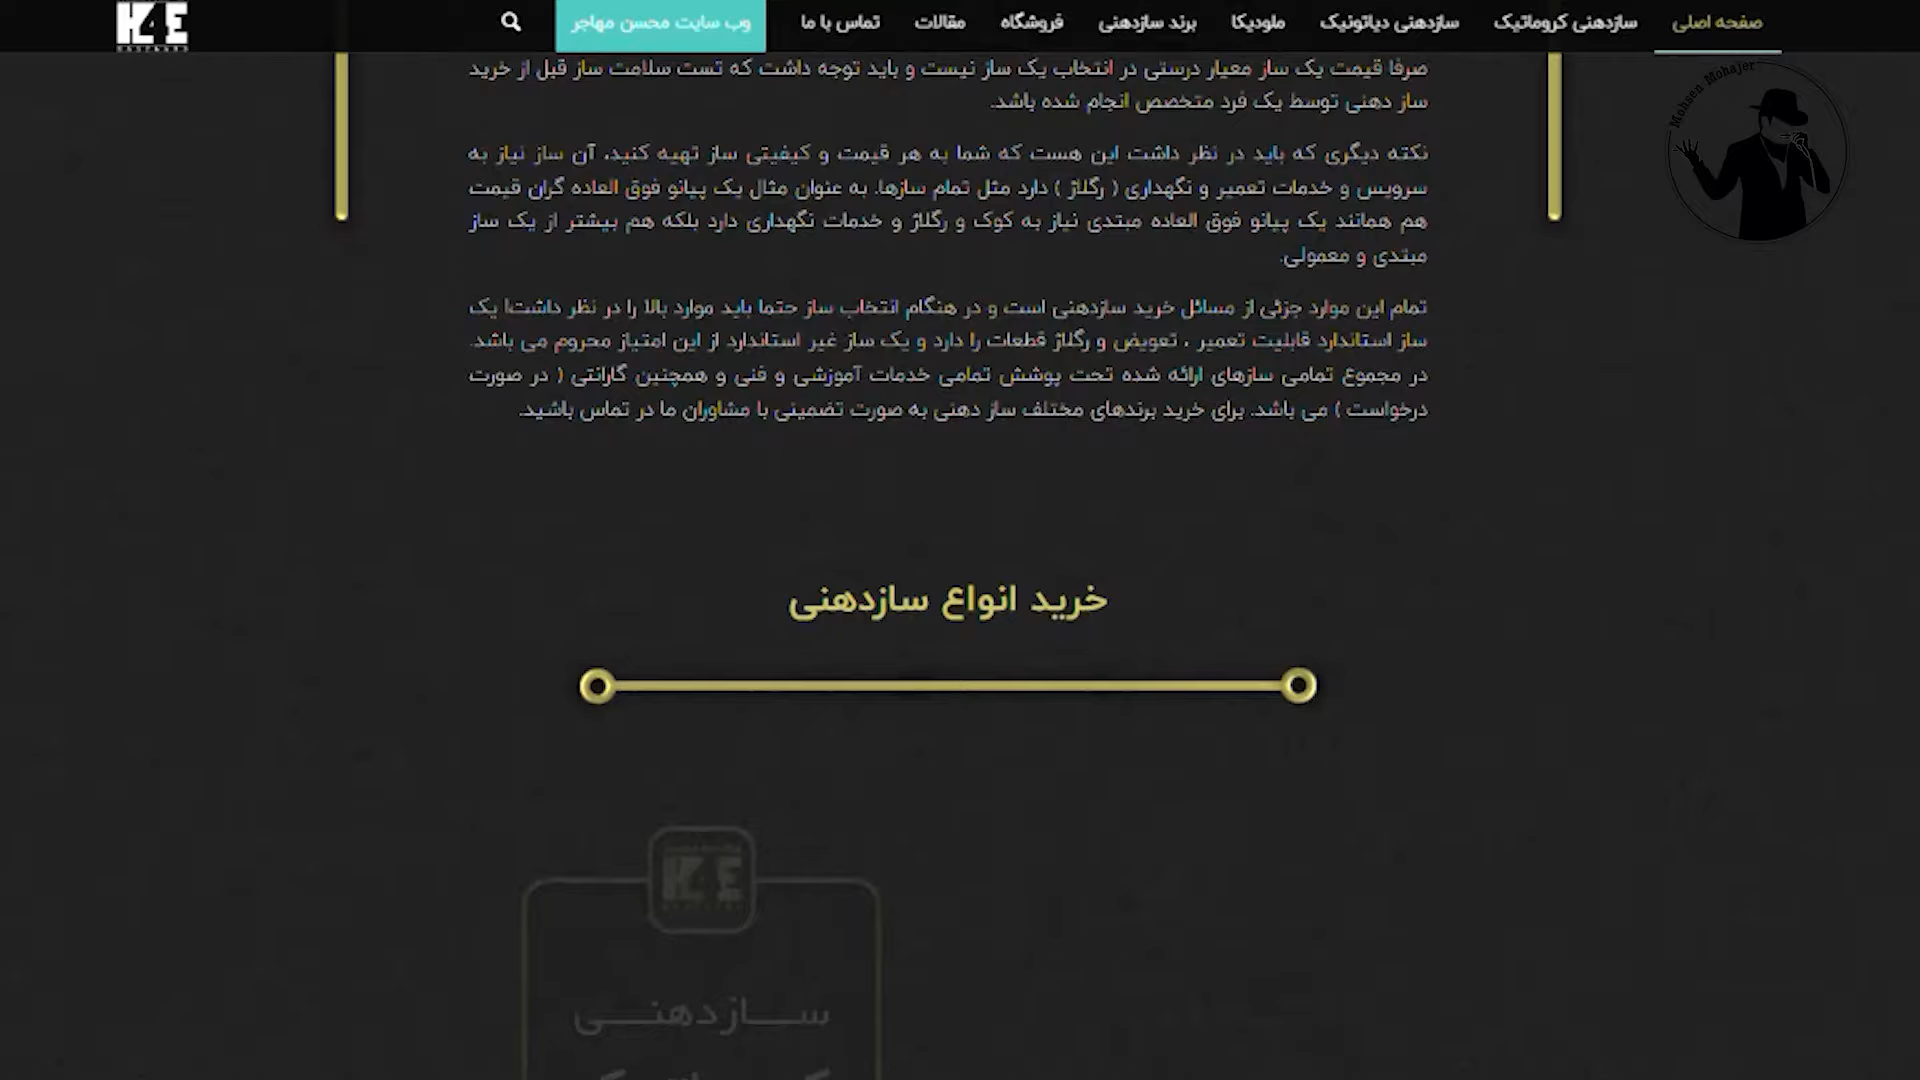 صفحه اصلی
سازدهنی کروماتیک
سازدهنی دیاتونیک
ملودیکا
برند سازدهنی
فروشگاه
مقالات
تماس با ما
وب سایت محسن مهاجر
Mohsen Mohajer
صرفا قیمت یک ساز معیار درستی در انتخاب یک ساز نیست و باید توجه داشت که تست سلامت ساز قبل از خرید
ساز دهنی توسط یک فرد متخصص انجام شده باشد.
نکته دیگری که باید در نظر داشت این هست که شما به هر قیمت و کیفیتی ساز تهیه کنید، آن ساز نیاز به
سرویس و خدمات تعمیر و نگهداری ( رگلاژ ) دارد مثل تمام سازها. به عنوان مثال یک پیانو فوق العاده گران قیمت
هم همانند یک پیانو فوق العاده مبتدی نیاز به کوک و رگلاژ و خدمات نگهداری دارد بلکه هم بیشتر از یک ساز
مبتدی و معمولی.
تمام این موارد جزئی از مسائل خرید سازدهنی است و در هنگام انتخاب ساز حتما باید موارد بالا را در نظر داشت! یک
ساز استاندارد قابلیت تعمیر ، تعویض و رگلاژ قطعات را دارد و یک ساز غیر استاندارد از این امتیاز محروم می باشد.
در مجموع تمامی سازهای ارائه شده تحت پوشش تمامی خدمات آموزشی و فنی و همچنین گارانتی ( در صورت
درخواست ) می باشد. برای خرید برندهای مختلف ساز دهنی به صورت تضمینی با مشاوران ما در تماس باشید.
خرید انواع سازدهنی
ســـازدهنـــی